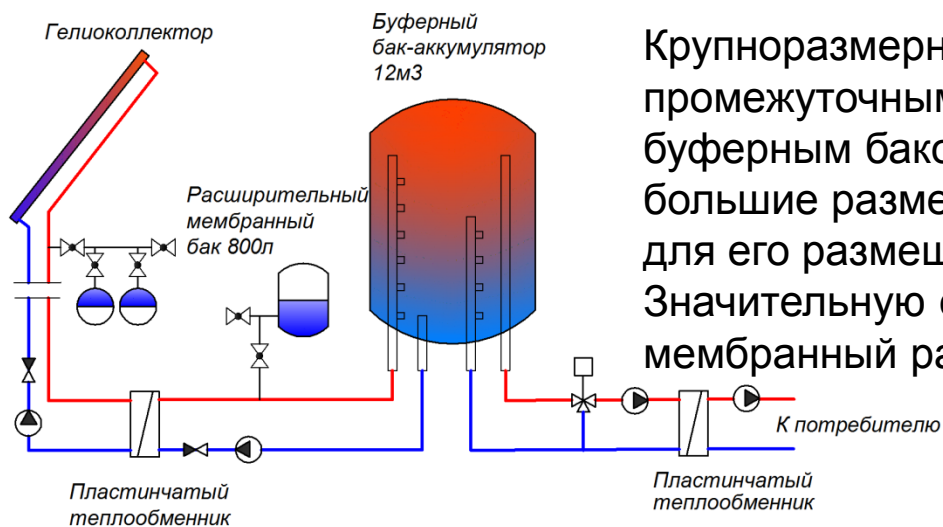 Гелиоколлектор
Буферный
бак-аккумулятор
12м3
Расширительный
мембранный
бак 800л
Крупноразмерн
промежуточным
буферным бако
большие разме
для его размещ
Значительную с
мембранный ра
К потребителю
Пластинчатый
теплообменник
Пластинчатый
теплообменник